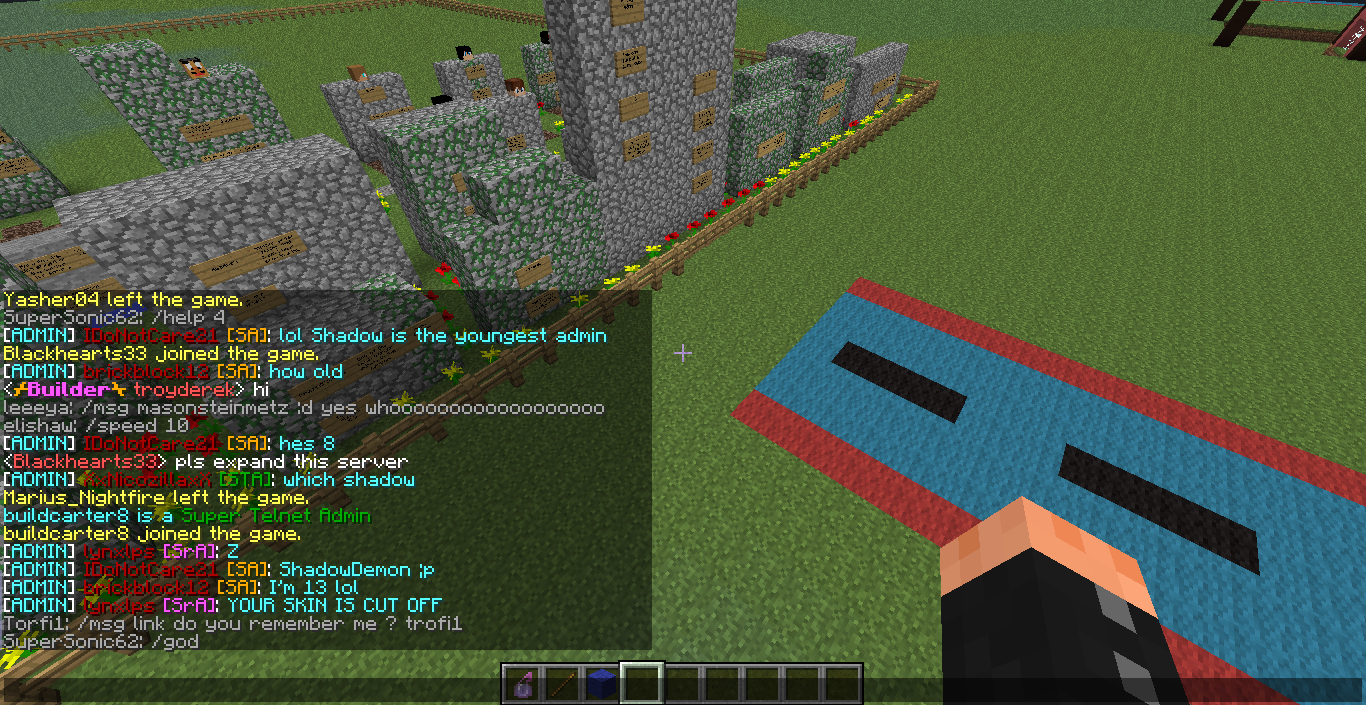 Yasher04 left the game.
SuperSonic62: /help 4
[ADMIN] IDoNotCare21 [SA]: lol Shadow is the youngest admin
Blackhearts33 joined the game.
[ADMIN] brickblock12 [SA]: how old
<Builder troyderek> hi
leeeya: /msg masonsteinmetz :d yes whooooooooooooooooooo
elishaw: /speed 10
[ADMIN] IDoNotCare21 [SA]: hes 8
<Blackhearts33> pls expand this server
[ADMIN] xXNicozillaxX [STA]: which shadow
Marius_Nightfire left the game.
buildcarter8 is a Super Telnet Admin
buildcarter8 joined the game.
[ADMIN] lynxlps [SrA]: Z
[ADMIN] IDoNotCare21 [SA]: ShadowDemon ;p
[ADMIN] brickblock12 [SA]: I'm 13 lol
[ADMIN] lynxlps [SrA]: YOUR SKIN IS CUT OFF
Torfi1: /msg link do you remember me ? trofi1
SuperSonic62: /god